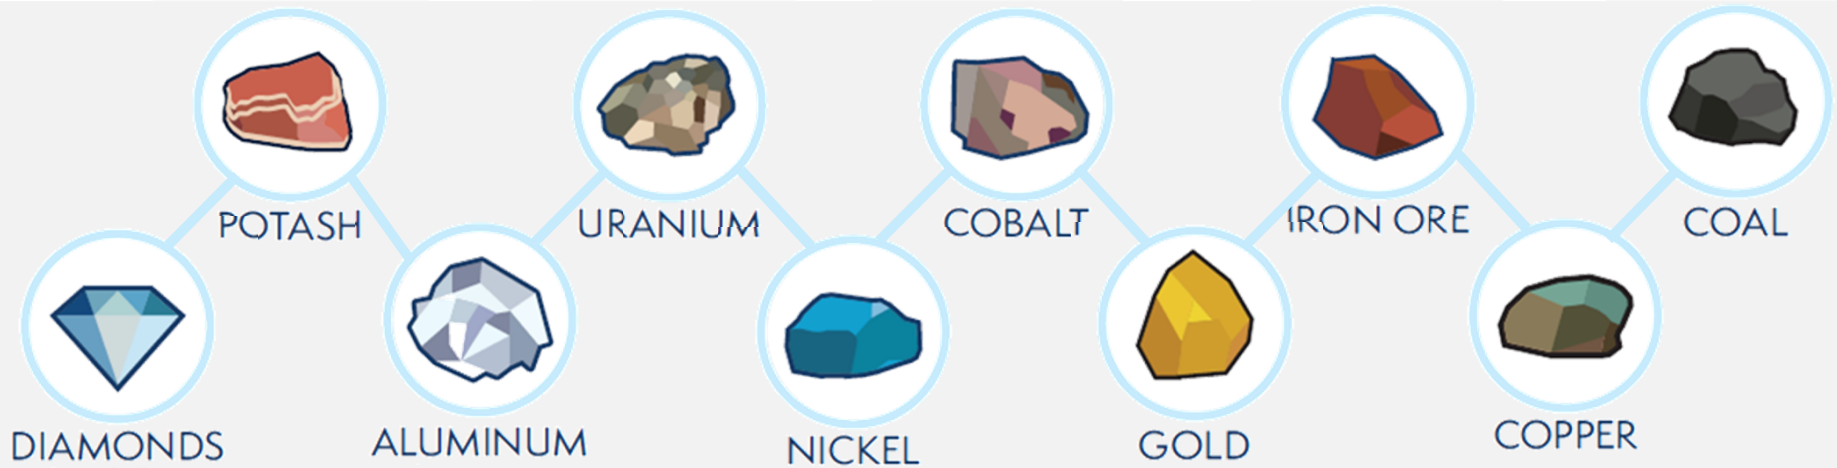 POTASH
URANIUM
COBALT
IRON ORE
COAL
DIAMONDS
ALUMINUM
NICKEL
GOLD
COPPER